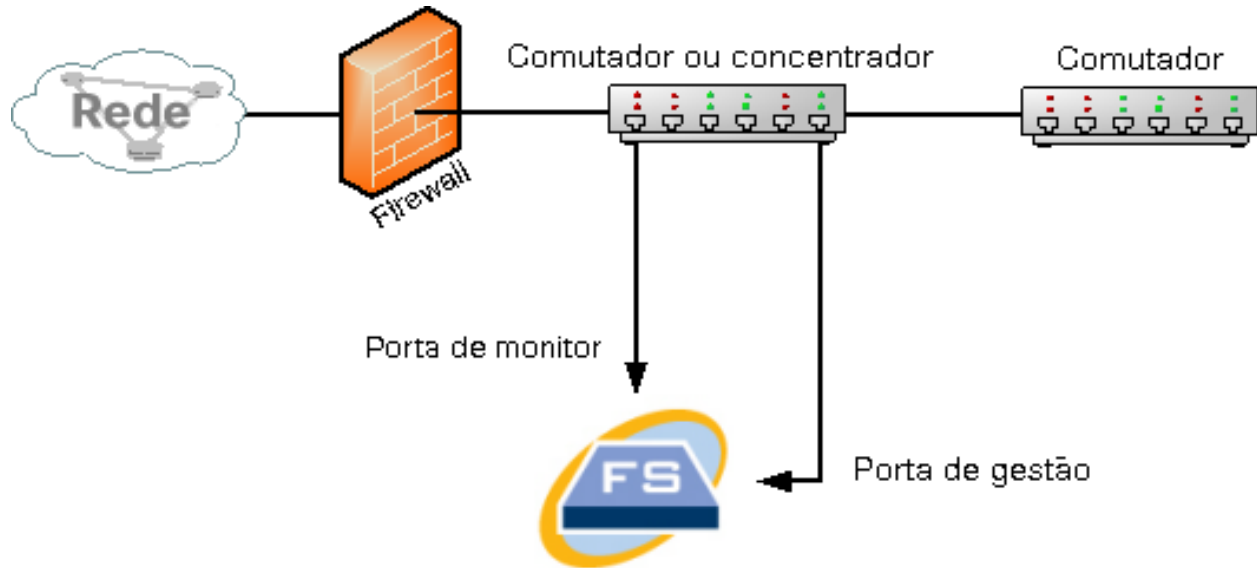 Rede
Firewall
Comutador ou concentrador
Comutador
Porta de monitor
FS
Porta de gestão